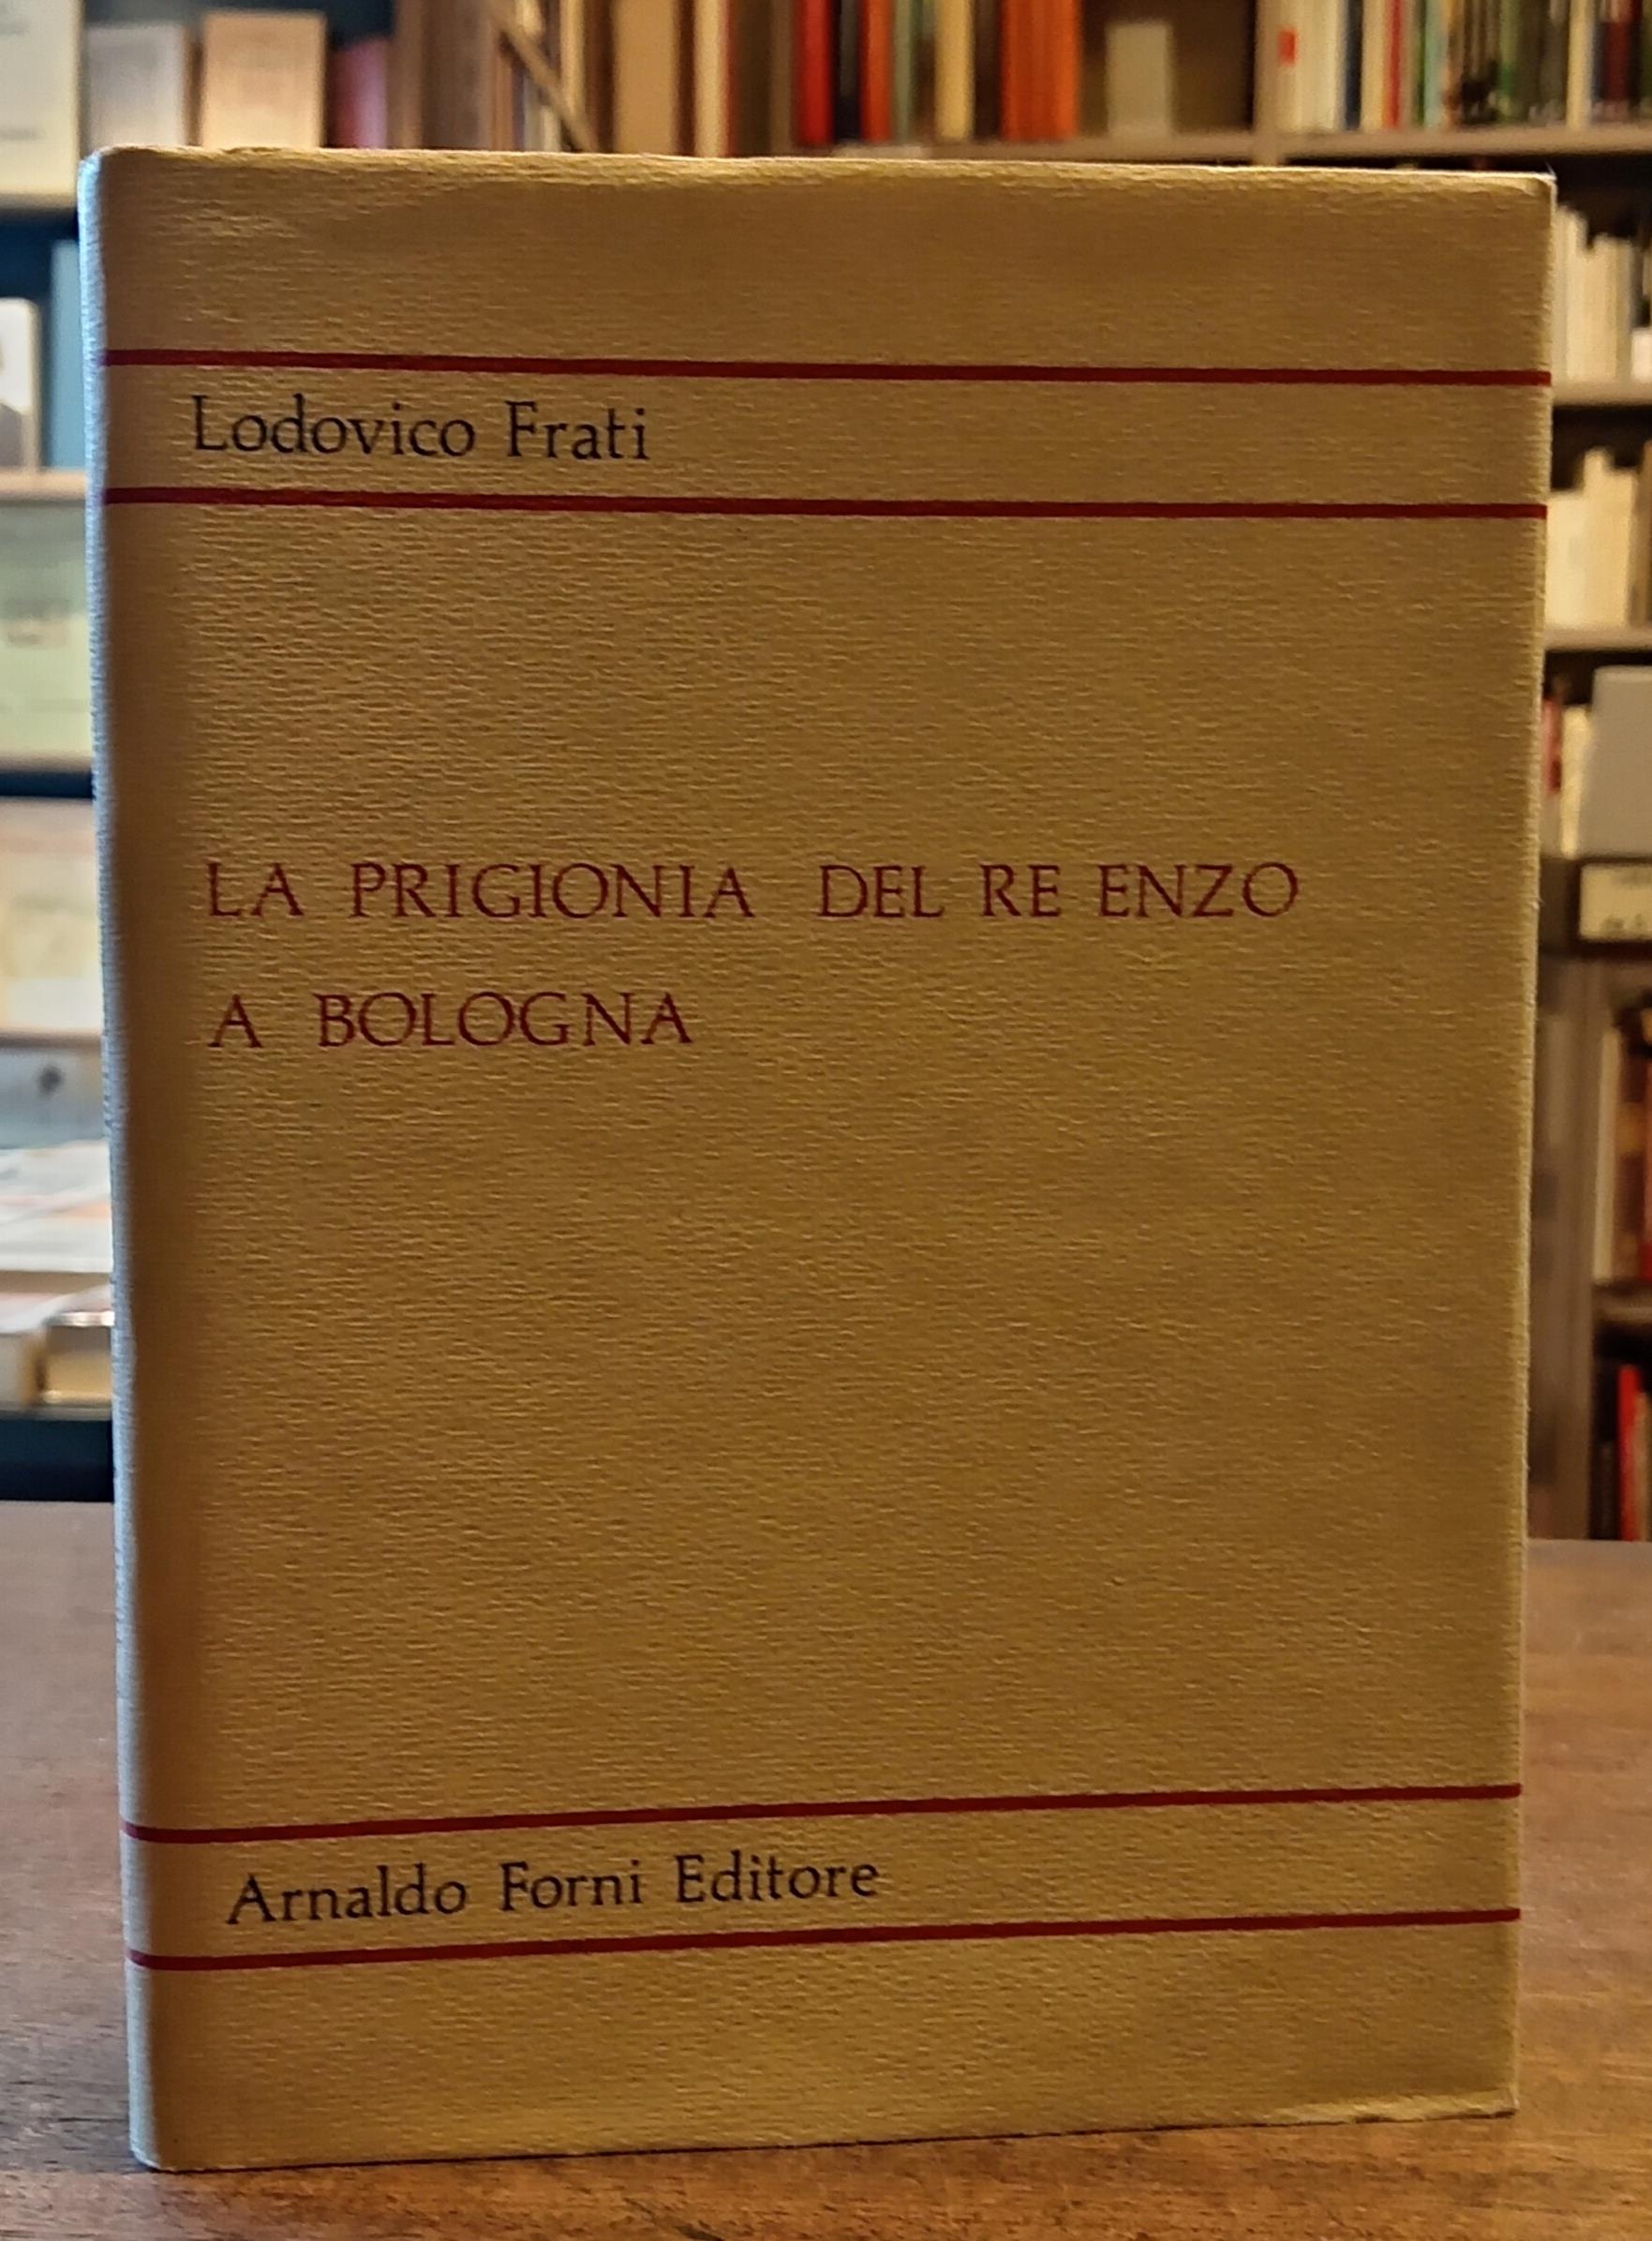 Lodovico Frati
LA PRIGIONIA DEL RE ENZO
A BOLOGNA
Arnaldo Forni Editore